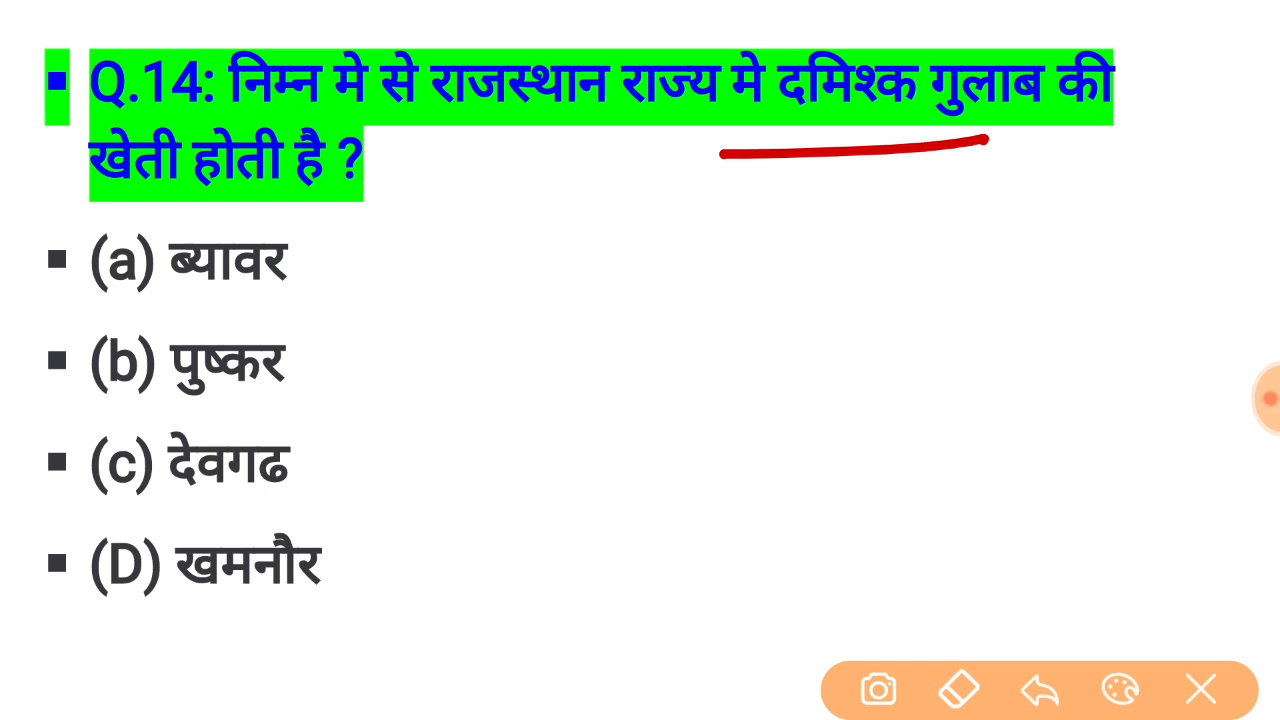 Q.14: निम्न मे से राजस्थान राज्य मे दमिश्क गुलाब की
खेती होती है ?
(a) ब्यावर
(b) पुष्कर
(c) देवगढ
(D) खमनौर